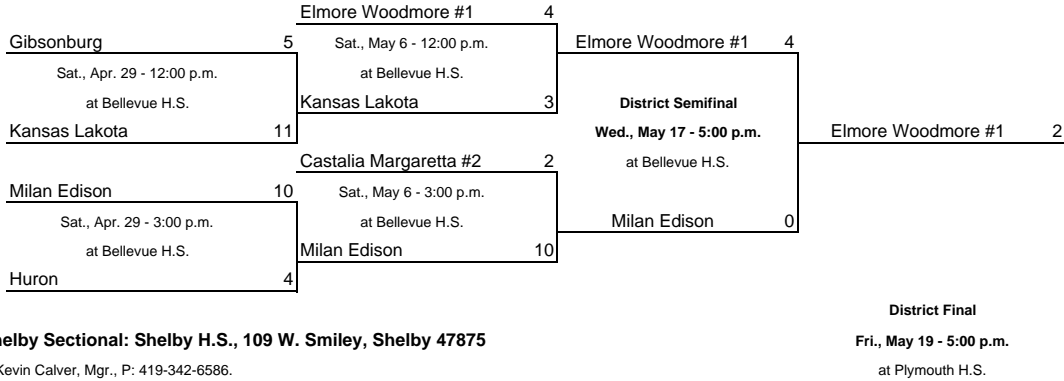 Elmore Woodmore #1 4
Gibsonburg 5 Sat., May 6 - 12:00 p.m. Elmore Woodmore #1 4
Sat., Apr. 29 - 12:00 p.m. at Bellevue H.S.
at Bellevue H.S. Kansas Lakota 3 District Semifinal
Kansas Lakota 11 Wed., May 17 - 5:00 p.m. Elmore Woodmore #1 2
Castalia Margaretta #2 2 at Bellevue H.S.
Milan Edison 10 Sat., May 6 - 3:00 p.m.
Sat., Apr. 29 - 3:00 p.m. at Bellevue H.S. Milan Edison 0
at Bellevue H.S. Milan Edison 10
Huron 4
District Final
elby Sectional: Shelby H.S., 109 W. Smiley, Shelby 47875 Fri., May 19 - 5:00 p.m.
Kevin Calver, Mgr., P: 419-342-6586. at Plymouth H.S.